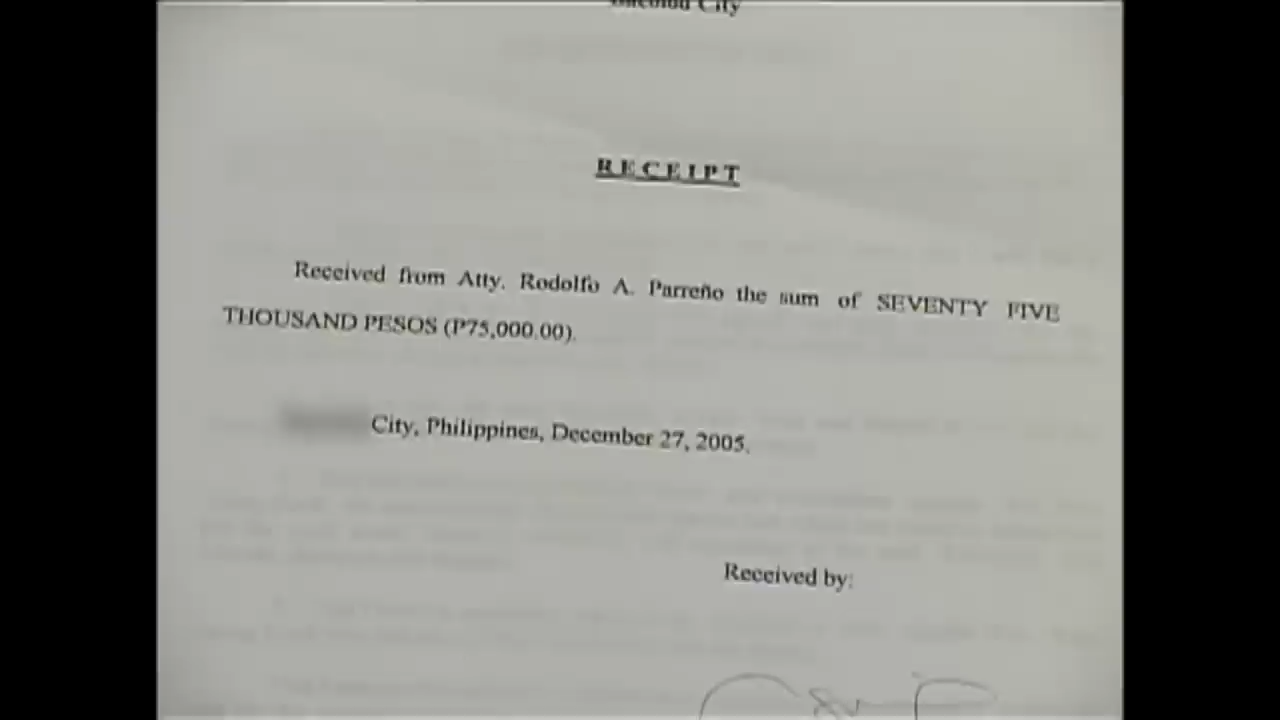 City
RECEIPT
Received from Atty. Rodolfo A. Parreño the sum of SEVENTY FIVE
THOUSAND PESOS (P75,000.00).
City, Philippines, December 27, 2005.
Received by: